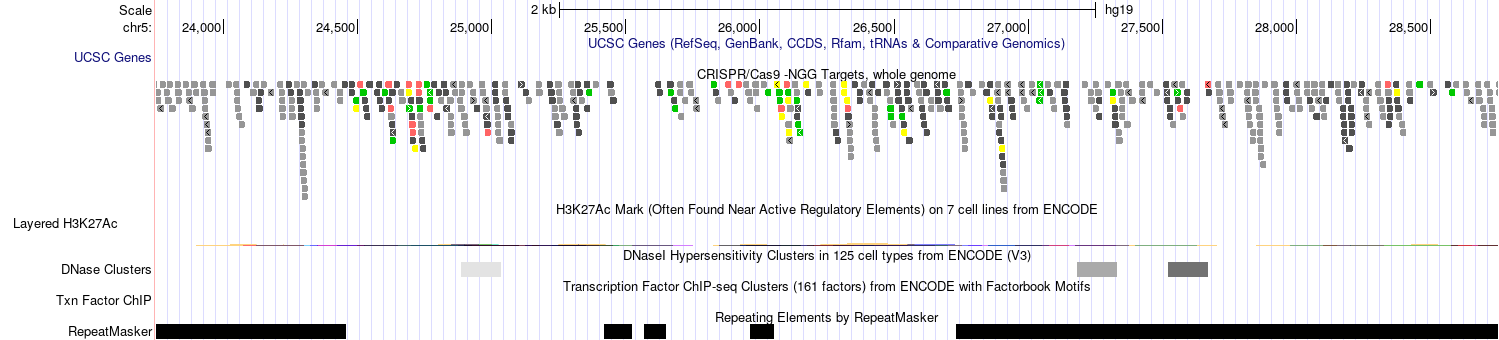 Scale 2 kb hg19
chr5: 24,000 24,500 25,000 25,500 26,000 26,500 27,000 27,500 28,000 28,500
UCSC Genes (RefSeq, GenBank, CCDS, Rfam, tRNAs & Comparative Genomics)
UCSC Genes
CRISPR/Cas9 -NGG Targets, whole genome
H3K27Ac Mark (Often Found Near Active Regulatory Elements) on 7 cell lines from ENCODE
Layered H3K27Ac
DNaseI Hypersensitivity Clusters in 125 cell types from ENCODE (V3)
DNase Clusters
Transcription Factor ChIP-seq Clusters (161 factors) from ENCODE with Factorbook Motifs
Txn Factor ChIP
Repeating Elements by RepeatMasker
RepeatMasker